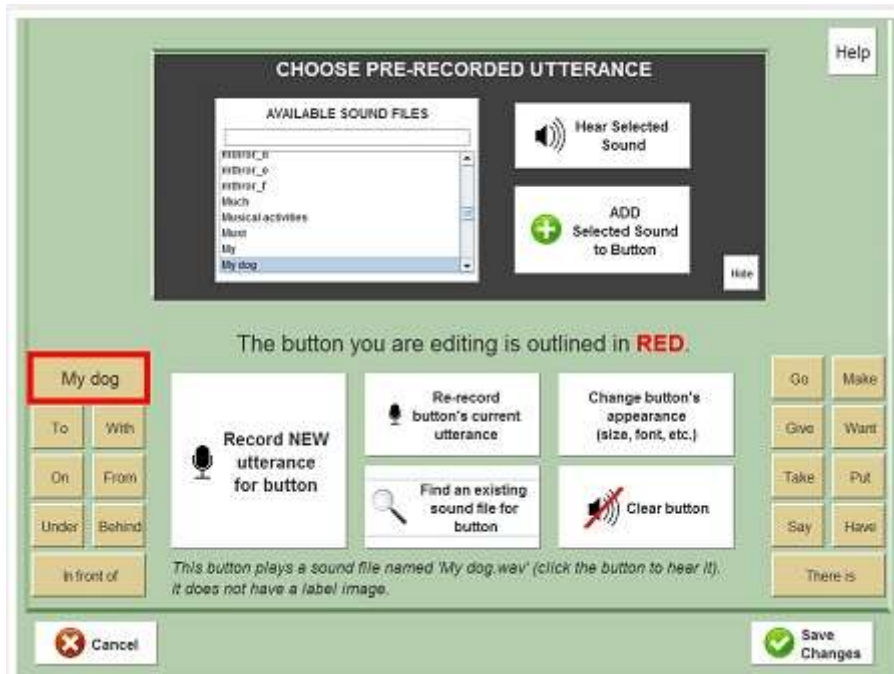 Help
CHOOSE PRE-RECORDED UTTERANCE
AVAILABLE SOUND FILES
Much
Musical activities
Must
My
My dog
Hear Selected
Sound
ADD
Selected Sound
to Button
Hide
The button you are editing is outlined in RED.
My dog
To
With
On
From
Under
Behind
In front of
Record NEW
utterance
for button
Re-record
button's current
utterance
Change button's
appearance
(size, font, etc.)
Find an existing
sound file for
button
Clear button
This button plays a sound file named 'My dog.wav' (click the button to hear it).
It does not have a label image.
Go
Make
Give
Want
Take
Put
Say
Have
There is
Cancel
Save
Changes